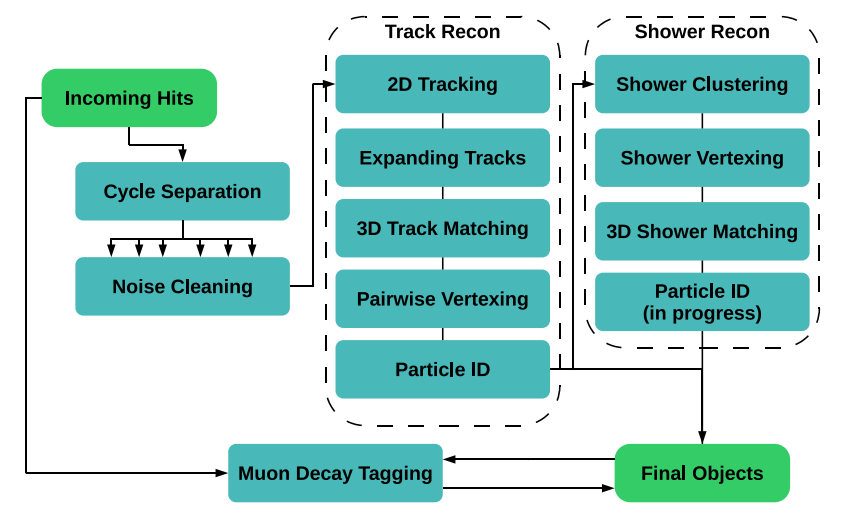 Incoming Hits
Cycle Separation
Noise Cleaning
Track Recon
2D Tracking
Expanding Tracks
3D Track Matching
Pairwise Vertexing
Particle ID
Shower Recon
Shower Clustering
Shower Vertexing
3D Shower Matching
Particle ID
(in progress)
Muon Decay Tagging
Final Objects